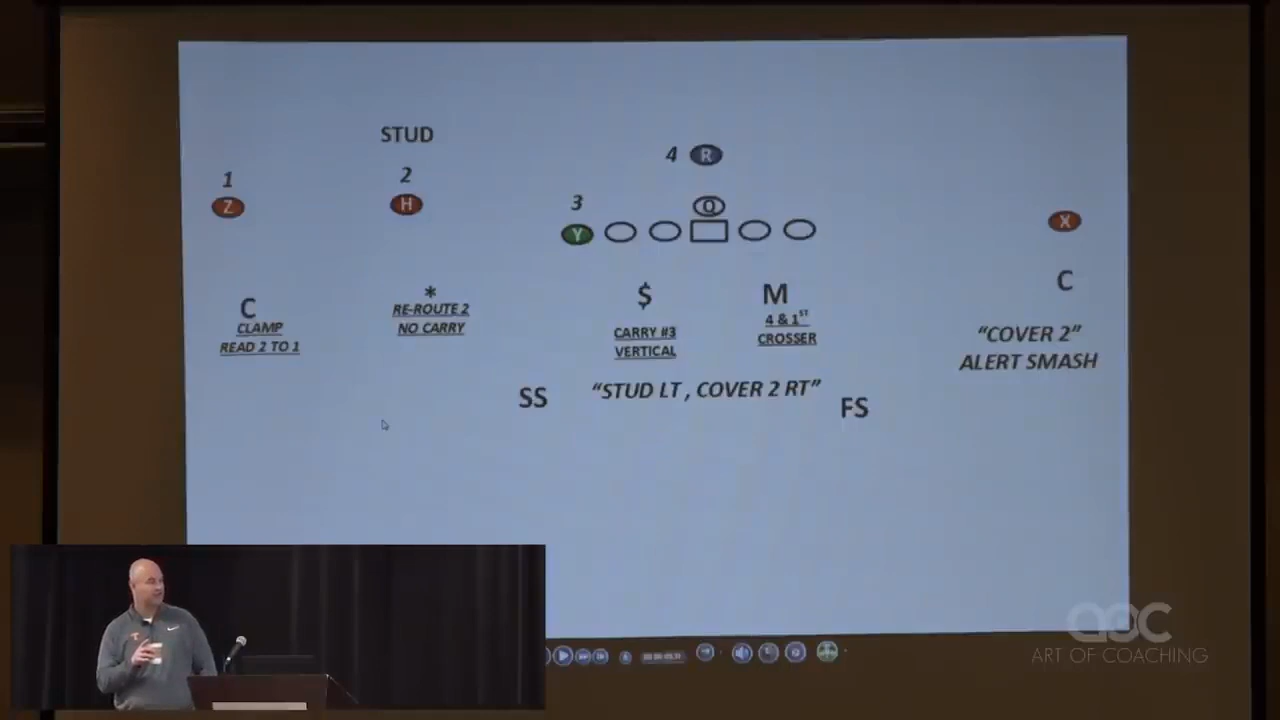 STUD
4 R
1
2
3
Z
H
Q
Y
X
C
CLAMP
READ 2 TO 1
*
RE-ROUTE 2
NO CARRY
$
CARRY #3
VERTICAL
M
4 & 1ST
CROSSER
C
"COVER 2"
ALERT SMASH
SS
"STUD LT , COVER 2 RT"
FS
T
aoc
ART OF COACHING